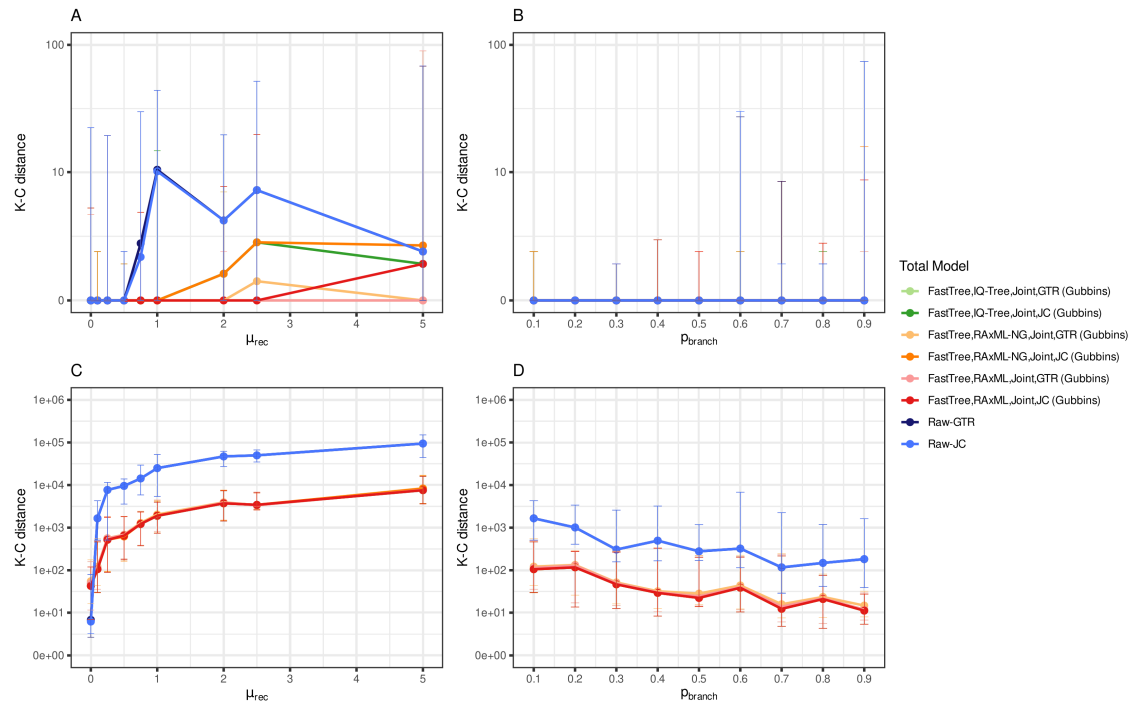 A
B
100
10
0
K-C distance
0
1
2
3
4
5
μrec
100
10
0
K-C distance
0.1
0.2
0.3
0.4
0.5
0.6
0.7
0.8
0.9
pbranch
C
D
1e+06
1e+05
1e+04
1e+03
1e+02
1e+01
0e+00
K-C distance
0
1
2
3
4
5
μrec
1e+06
1e+05
1e+04
1e+03
1e+02
1e+01
0e+00
K-C distance
0.1
0.2
0.3
0.4
0.5
0.6
0.7
0.8
0.9
pbranch
Total Model
FastTree,IQ-Tree,Joint,GTR (Gubbins)
FastTree,IQ-Tree,Joint,JC (Gubbins)
FastTree,RAxML-NG,Joint,GTR (Gubbins)
FastTree,RAxML-NG,Joint,JC (Gubbins)
FastTree,RAxML,Joint,GTR (Gubbins)
FastTree,RAxML,Joint,JC (Gubbins)
Raw-GTR
Raw-JC